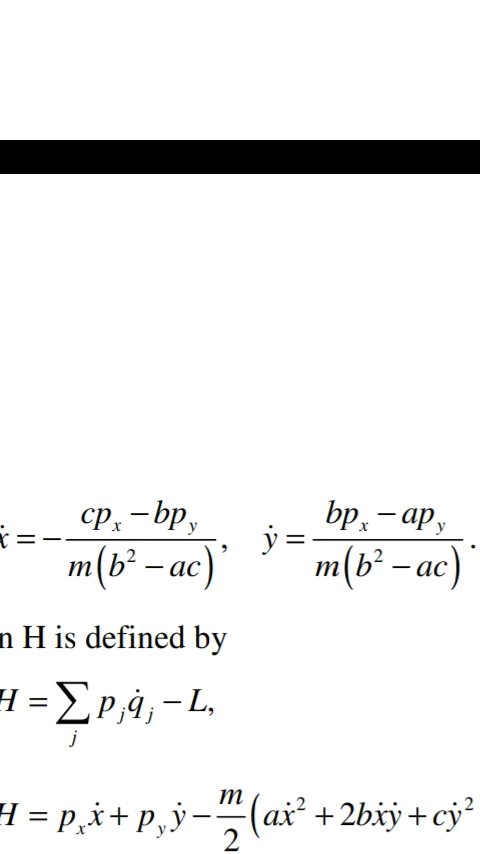 ẋ = − (cp_x − bp_y) / (m(b² − ac)), ẏ = (bp_x − ap_y) / (m(b² − ac)).
n H is defined by
H = ∑_j p_j q̇_j − L,
H = p_x ẋ + p_y ẏ − m/2 (aẋ² + 2bẋẏ + cẏ²